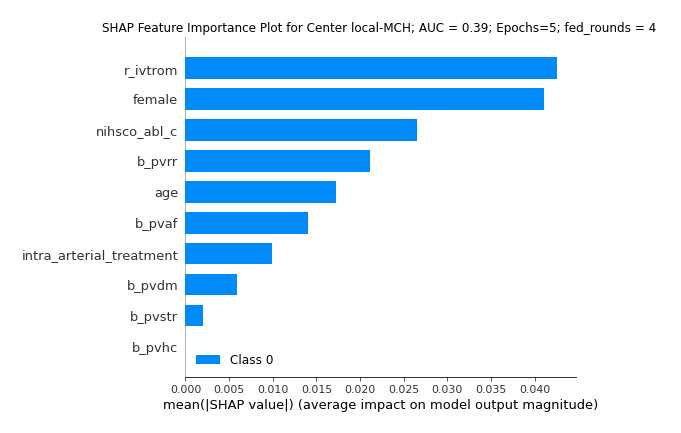 SHAP Feature Importance Plot for Center local-MCH; AUC = 0.39; Epochs=5; fed_rounds = 4
r_ivtrom
female
nihsco_abl_c
b_pvrr
age
b_pvaf
intra_arterial_treatment
b_pvdm
b_pvstr
b_pvhc
Class 0
0.000 0.005 0.010 0.015 0.020 0.025 0.030 0.035 0.040
mean(|SHAP value|) (average impact on model output magnitude)